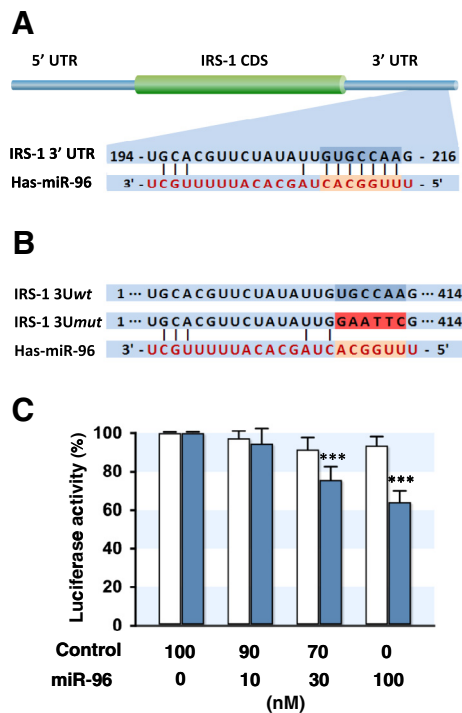 A
5' UTR IRS-1 CDS 3' UTR
IRS-1 3' UTR 194 - UGCACGUUCUAUAUUGUGCCAAG - 216
Has-miR-96 3' - UCGUUUUUACACGAUCACGGUUU - 5'
B
IRS-1 3Uwt 1 ··· UGCACGUUCUAUAUUGUGCCAAG ··· 414
IRS-1 3Umut 1 ··· UGCACGUUCUAUAUUGGAATTCG ··· 414
Has-miR-96 3' - UCGUUUUUACACGAUCACGGUUU - 5'
C
Luciferase activity (%)
100
80
60
40
20
0
*** ***
Control 100 90 70 0
miR-96 0 10 30 100
(nM)